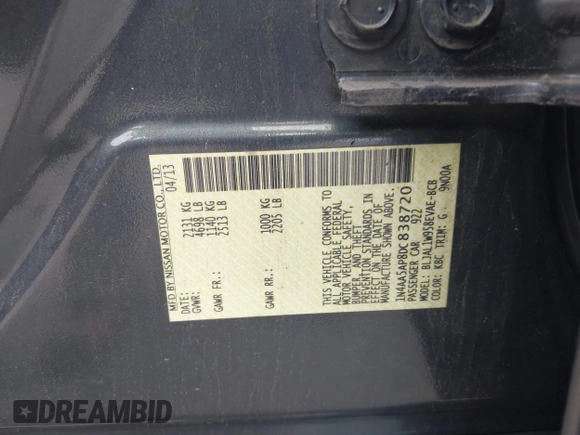 MFD BY NISSAN MOTOR CO., LTD.
DATE: 04/13
GVWR: 2131 KG
4698 LB
GAWR FR: 1140 KG
2513 LB
GAWR RR: 1000 KG
2205 LB
THIS VEHICLE CONFORMS TO
ALL APPLICABLE FEDERAL
MOTOR VEHICLE SAFETY,
BUMPER, AND THEFT
PREVENTION STANDARDS IN
EFFECT ON THE DATE OF
MANUFACTURE SHOWN ABOVE.
1N4AA5AP8DC838720
PASSENGER CAR 922
BLJALLW95BEVAE-BCB
COLOR: KBC TRIM: G 9N00A
DREAMBID